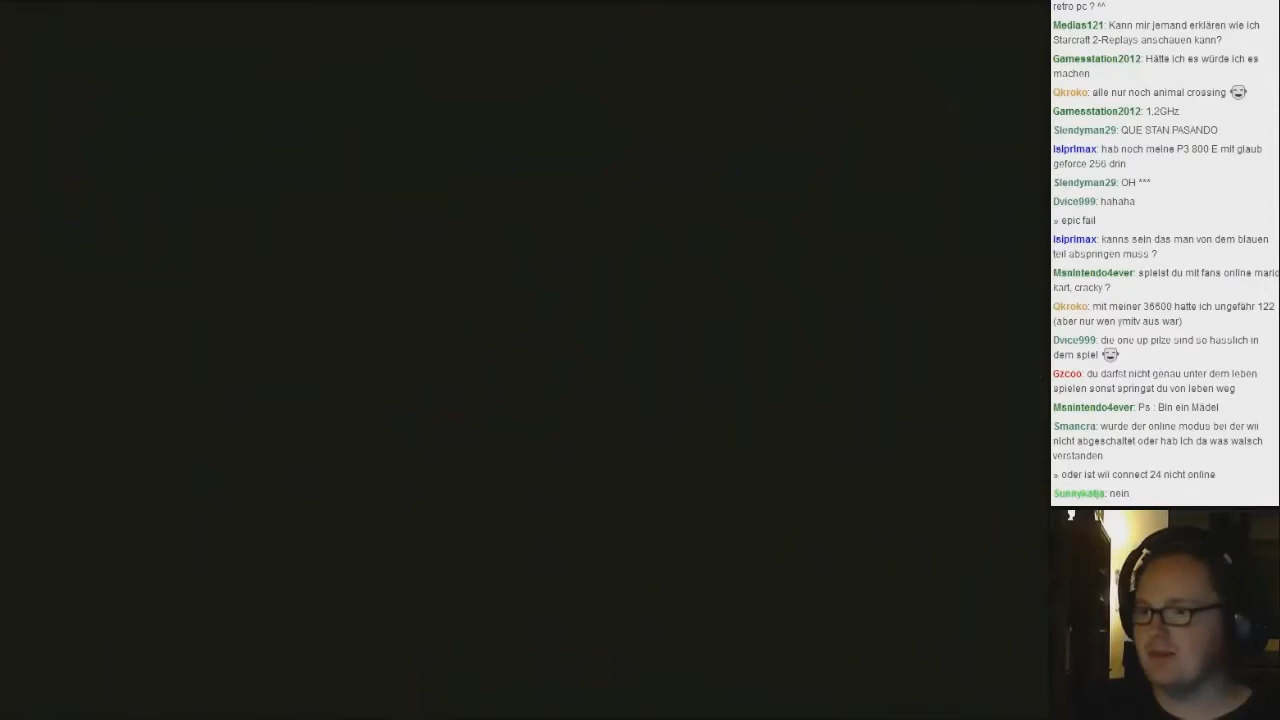 retro pc ? ^^
Medias121: Kann mir jemand erklären wie ich
Starcraft 2-Replays anschauen kann?
Gamesstation2012: Hätte ich es würde ich es
machen
Qkroko: alle nur noch animal crossing
Gamesstation2012: 1,2GHz
Slendyman29: QUE STAN PASANDO
Isiprimax: hab noch meine P3 800 E mit glaub
geforce 256 drin
Slendyman29: OH ***
Dvice999: hahaha
» epic fail
Isiprimax: kanns sein das man von dem blauen
teil abspringen muss ?
Msnintendo4ever: spielst du mit fans online mario
kart, cracky ?
Qkroko: mit meiner 36600 hatte ich ungefähr 122
(aber nur wen ymitv aus war)
Dvice999: die one up pilze sind so hässlich in
dem spiel
Gzcoo: du darfst nicht genau unter dem leben
spielen sonst springst du von leben weg
Msnintendo4ever: Ps : Bin ein Mädel
Smancra: wurde der online modus bei der wii
nicht abgeschaltet oder hab ich da was walsch
verstanden
» oder ist wii connect 24 nicht online
Sunnykatja: nein